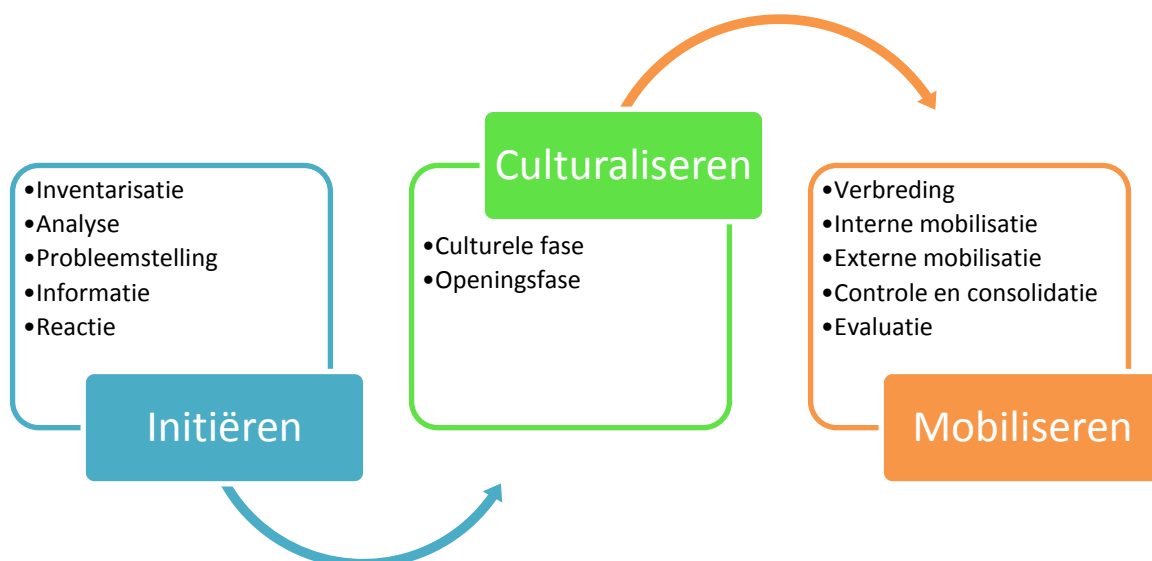 •Inventarisatie
•Analyse
•Probleemstelling
•Informatie
•Reactie
Initiëren
Culturaliseren
•Culturele fase
•Openingsfase
•Verbreding
•Interne mobilisatie
•Externe mobilisatie
•Controle en consolidatie
•Evaluatie
Mobiliseren